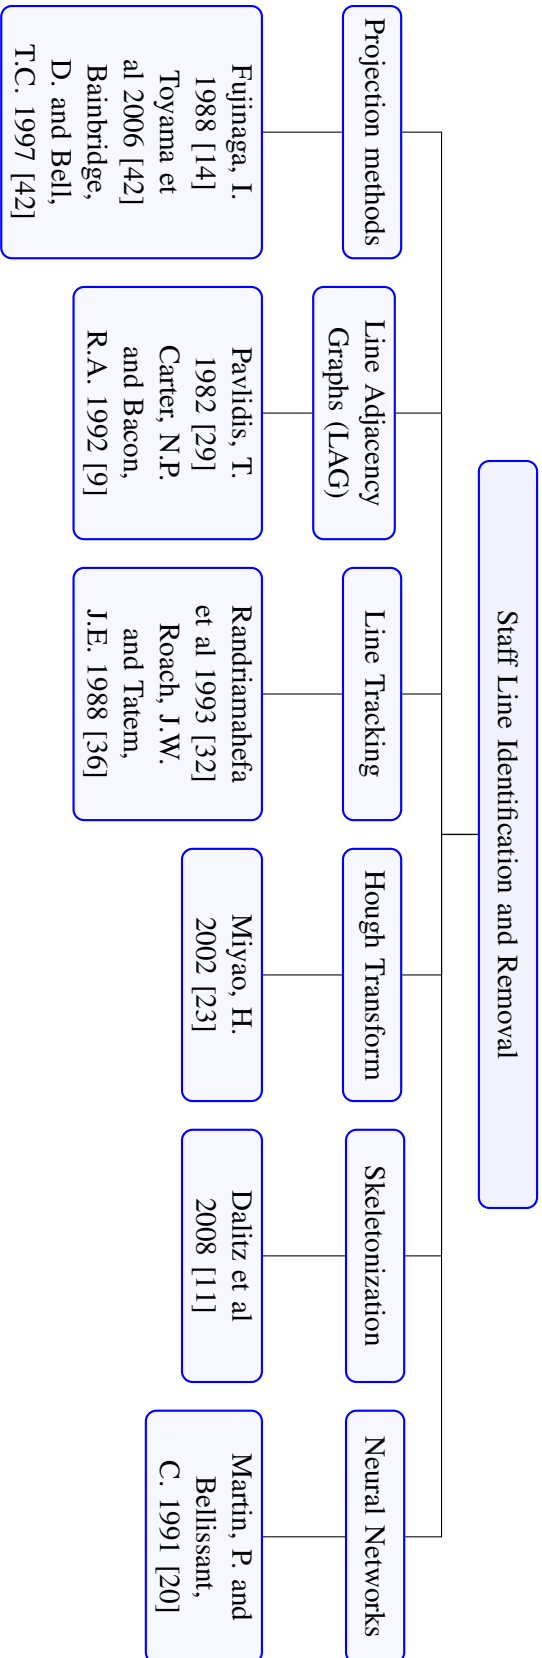 Staff Line Identification and Removal
Projection methods
Fujinaga, I.
1988 [14]
Toyama et
al 2006 [42]
Bainbridge,
D. and Bell,
T.C. 1997 [42]
Line Adjacency
Graphs (LAG)
Pavlidis, T.
1982 [29]
Carter, N.P.
and Bacon,
R.A. 1992 [9]
Line Tracking
Randriamahefa
et al 1993 [32]
Roach, J.W.
and Tatem,
J.E. 1988 [36]
Hough Transform
Miyao, H.
2002 [23]
Skeletonization
Dalitz et al
2008 [11]
Neural Networks
Martin, P. and
Bellissant,
C. 1991 [20]